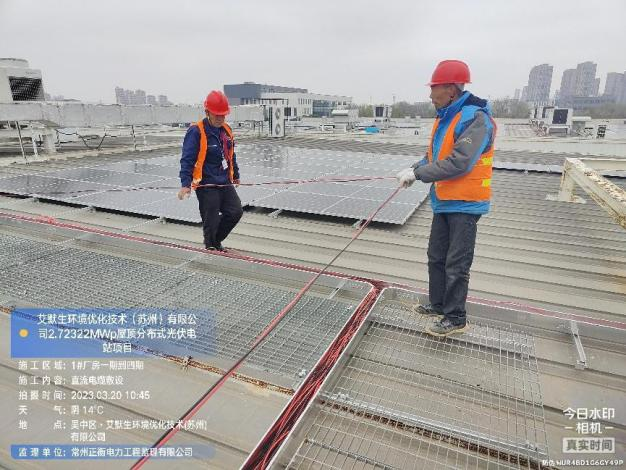 艾默生环境优化技术（苏州）有限公
司2.72322MWp屋顶分布式光伏电
站项目
施工区域：1#厂房一期到四期
施工内容：直流电缆敷设
拍摄时间：2023.03.20 10:45
天 气：阴 14℃
地 点：吴中区·艾默生环境优化技术(苏州)
有限公司
监理单位：常州正衡电力工程监理有限公司
今日水印
相机
真实时间
防伪 NUR4BD1G6GY49P